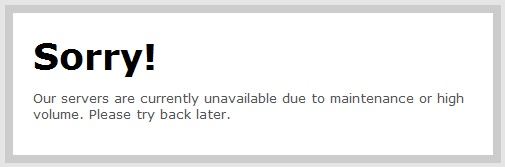 Sorry!
Our servers are currently unavailable due to maintenance or high
volume. Please try back later.